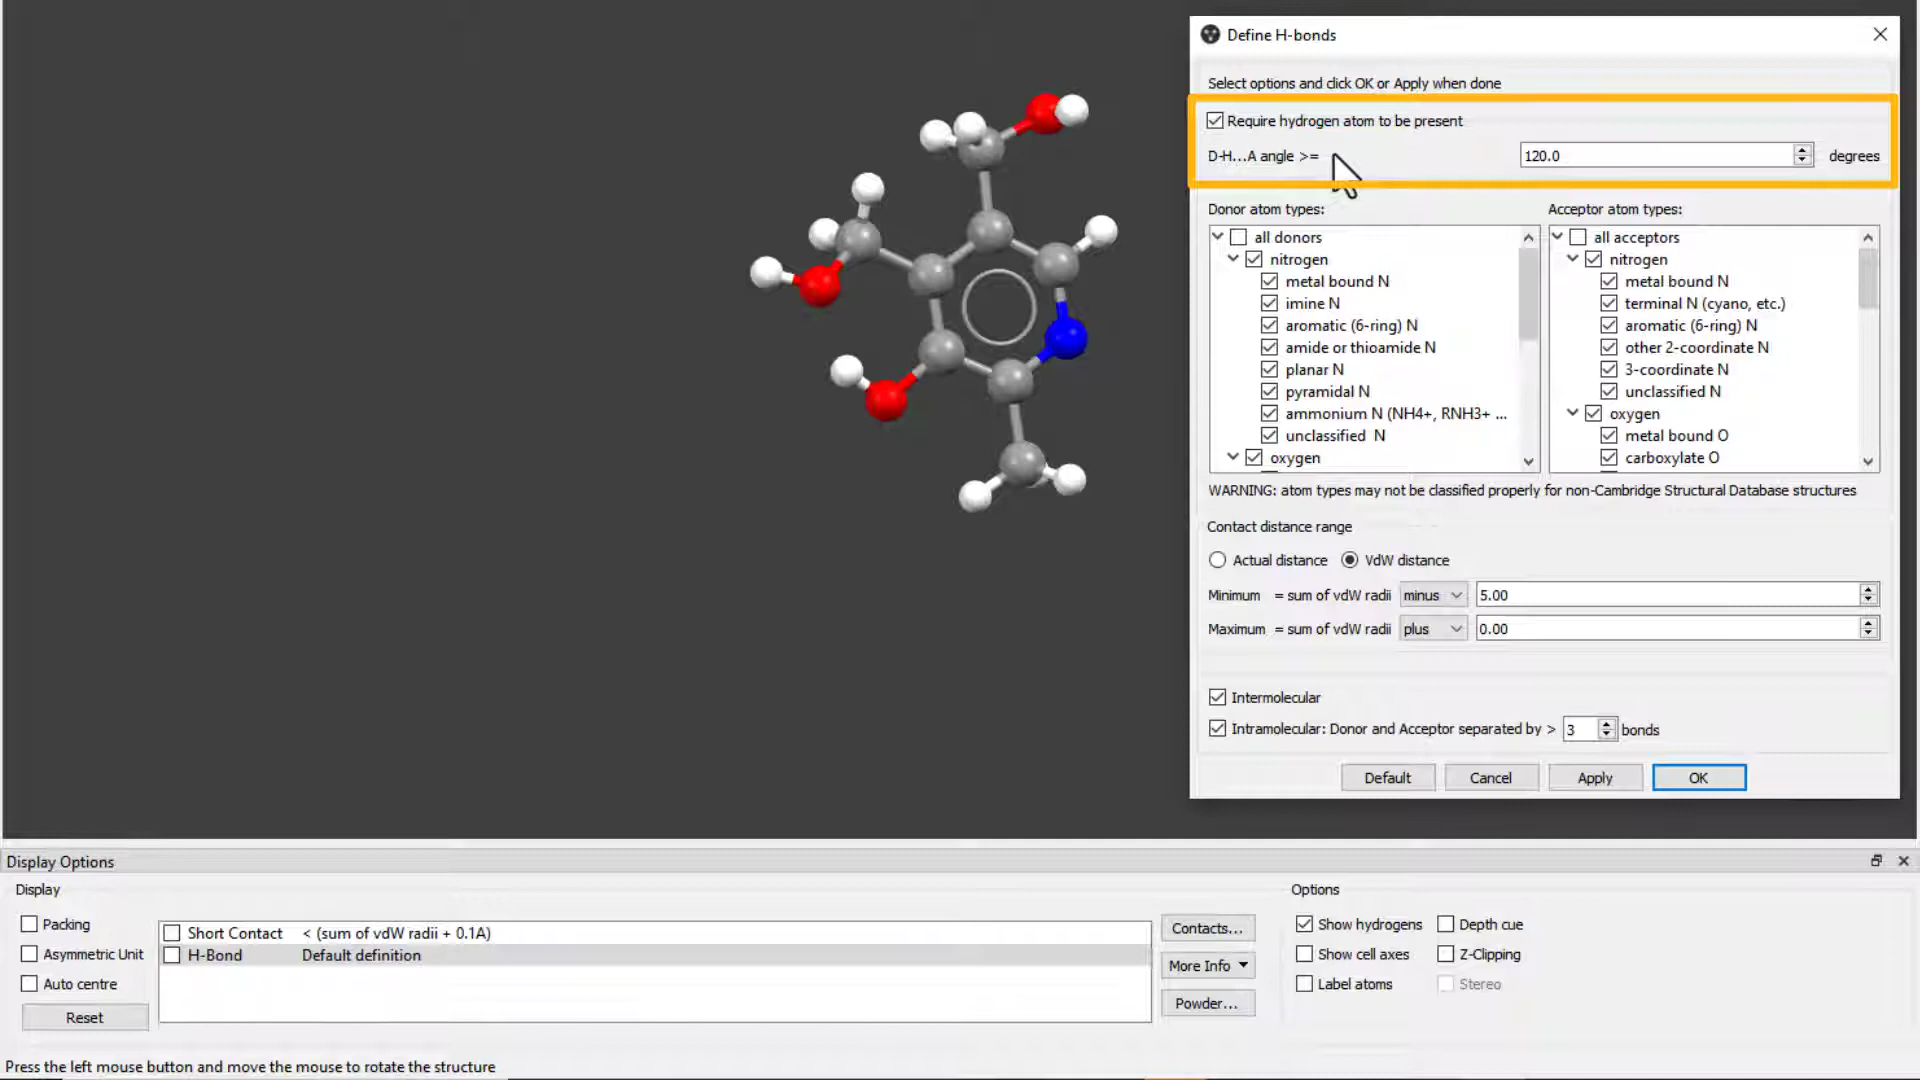 Define H-bonds
Select options and click OK or Apply when done
Require hydrogen atom to be present
D-H...A angle >= 120.0 degrees
Donor atom types: Acceptor atom types:
all donors
nitrogen
metal bound N
imine N
aromatic (6-ring) N
amide or thioamide N
planar N
pyramidal N
ammonium N (NH4+, RNH3+ ...
unclassified N
oxygen
all acceptors
nitrogen
metal bound N
terminal N (cyano, etc.)
aromatic (6-ring) N
other 2-coordinate N
3-coordinate N
unclassified N
oxygen
metal bound O
carboxylate O
WARNING: atom types may not be classified properly for non-Cambridge Structural Database structures
Contact distance range
Actual distance VdW distance
Minimum = sum of vdW radii minus 5.00
Maximum = sum of vdW radii plus 0.00
Intermolecular
Intramolecular: Donor and Acceptor separated by > 3 bonds
Default Cancel Apply OK
Display Options
Display
Packing
Asymmetric Unit
Auto centre
Reset
Short Contact < (sum of vdW radii + 0.1A)
H-Bond Default definition
Contacts...
More Info
Powder...
Options
Show hydrogens Depth cue
Show cell axes Z-Clipping
Label atoms Stereo
Press the left mouse button and move the mouse to rotate the structure